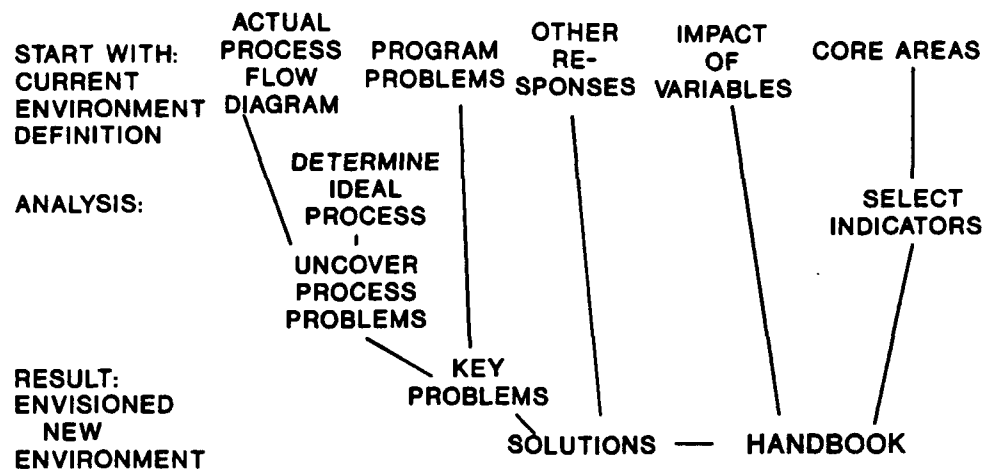 START WITH:
CURRENT
ENVIRONMENT
DEFINITION
ACTUAL
PROCESS
FLOW
DIAGRAM
PROGRAM
PROBLEMS
OTHER
RE-
SPONSES
IMPACT
OF
VARIABLES
CORE AREAS
ANALYSIS:
DETERMINE
IDEAL
PROCESS
UNCOVER
PROCESS
PROBLEMS
SELECT
INDICATORS
RESULT:
ENVISIONED
NEW
ENVIRONMENT
KEY
PROBLEMS
SOLUTIONS
HANDBOOK